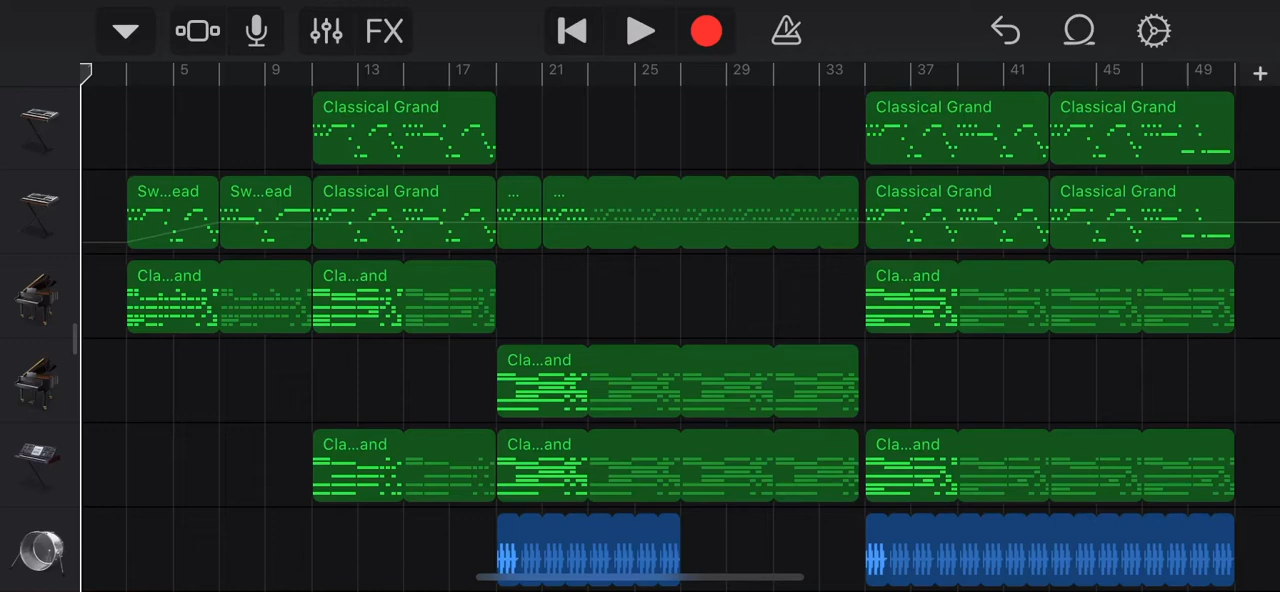 FX
5 9 13 17 21 25 29 33 37 41 45 49 +
Classical Grand Classical Grand Classical Grand
Sw...ead Sw...ead Classical Grand ... ... Classical Grand Classical Grand
Cla...and Cla...and Cla...and
Cla...and
Cla...and Cla...and Cla...and